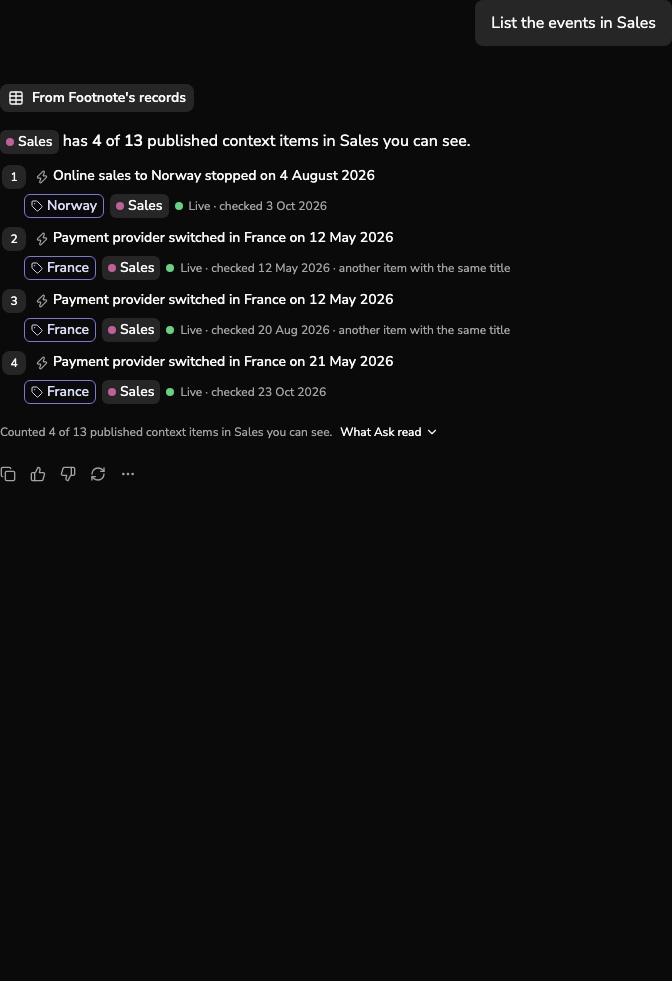 List the events in Sales
From Footnote's records
Sales has 4 of 13 published context items in Sales you can see.
1 Online sales to Norway stopped on 4 August 2026
Norway Sales Live · checked 3 Oct 2026
2 Payment provider switched in France on 12 May 2026
France Sales Live · checked 12 May 2026 · another item with the same title
3 Payment provider switched in France on 12 May 2026
France Sales Live · checked 20 Aug 2026 · another item with the same title
4 Payment provider switched in France on 21 May 2026
France Sales Live · checked 23 Oct 2026
Counted 4 of 13 published context items in Sales you can see. What Ask read